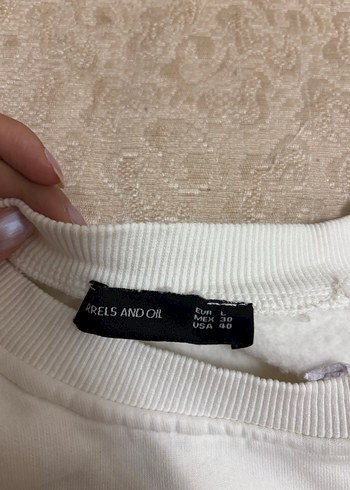 RRELS AND OIL
EUR L
MEX 30
USA 40